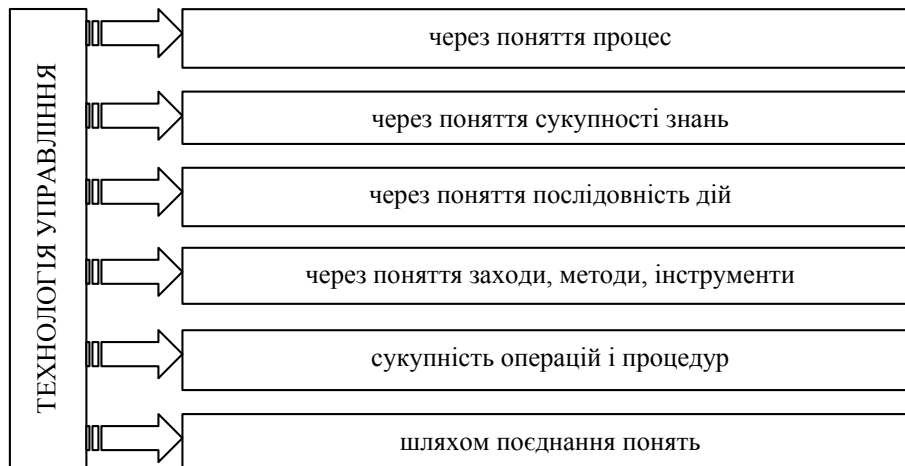 ТЕХНОЛОГІЯ УПРАВЛІННЯ
через поняття процес
через поняття сукупності знань
через поняття послідовність дій
через поняття заходи, методи, інструменти
сукупність операцій і процедур
шляхом поєднання понять